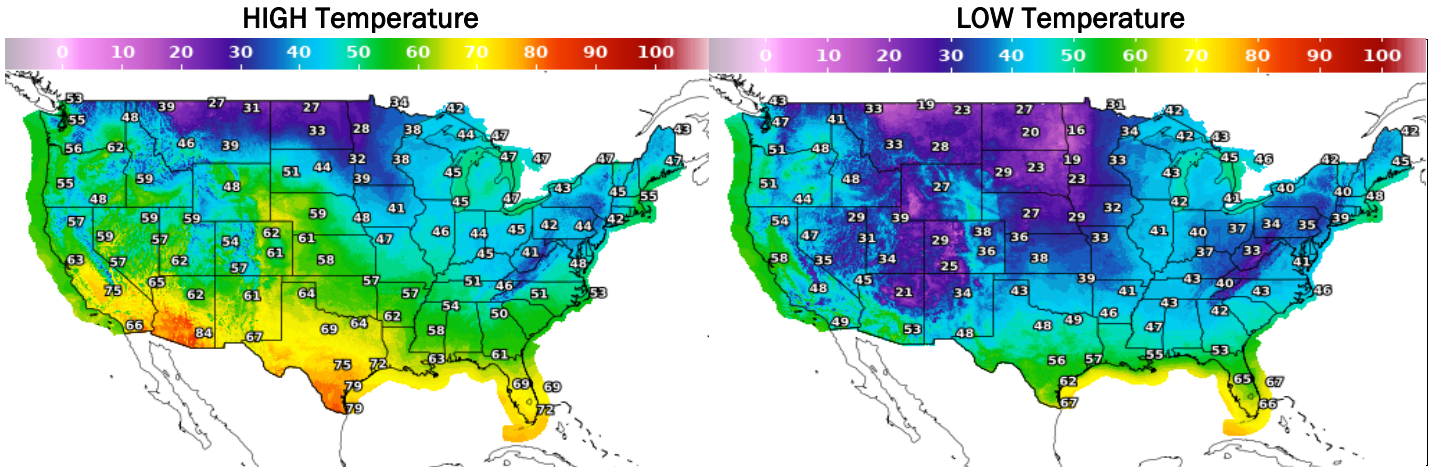 HIGH Temperature LOW Temperature
0 10 20 30 40 50 60 70 80 90 100 0 10 20 30 40 50 60 70 80 90 100
53 39 27 31 27 34 42 43 33 19 23 27 31 42 42
55 48 33 28 38 44 47 43 47 41 20 16 34 42 43
56 62 46 39 32 38 47 47 47 47 51 48 33 28 19 33 45 46 42 45
55 59 48 51 44 39 45 47 43 45 55 51 48 27 29 23 23 43 41 40 40 48
48 59 41 45 44 39 27 32 42
57 59 59 48 42 54 29 29 39
59 57 54 62 61 47 46 44 45 42 44 47 31 29 38 36 33 41 40 37 34 35
63 57 62 61 58 45 41 48 58 35 34 36 38 37 33 41
75 65 57 57 51 46 48 45 25 39 43 40
62 61 64 57 54 51 53 21 34 43 41 43 43 46
66 84 67 69 64 62 58 50 49 53 48 48 49 46 47 42
75 72 63 61 56 57 55 53
79 69 69 62 65 67
79 72 67 66